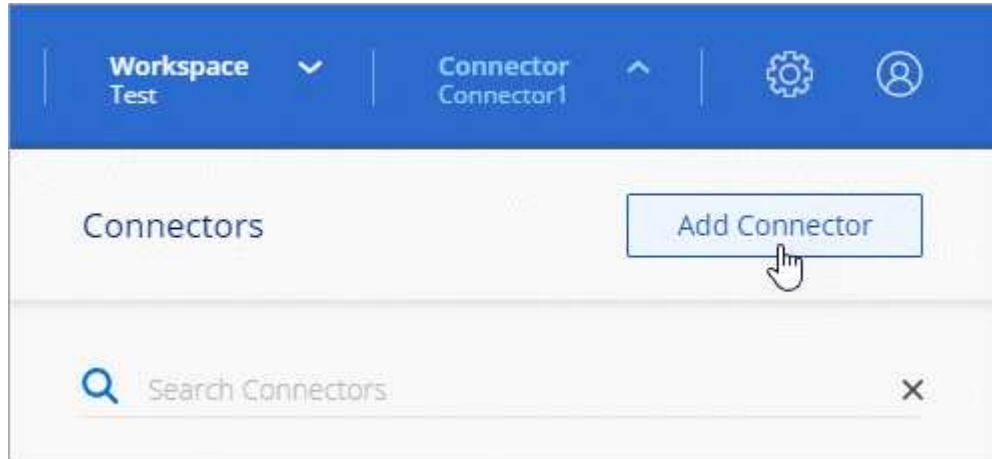 Workspace
Test
Connector
Connector1
Connectors
Add Connector
Search Connectors